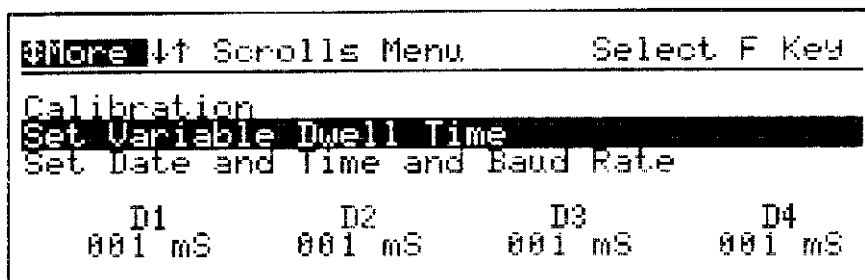 ↕More ↓↑ Scrolls Menu Select F Key
Calibration
Set Variable Dwell Time
Set Date and Time and Baud Rate
D1 D2 D3 D4
001 mS 001 mS 001 mS 001 mS